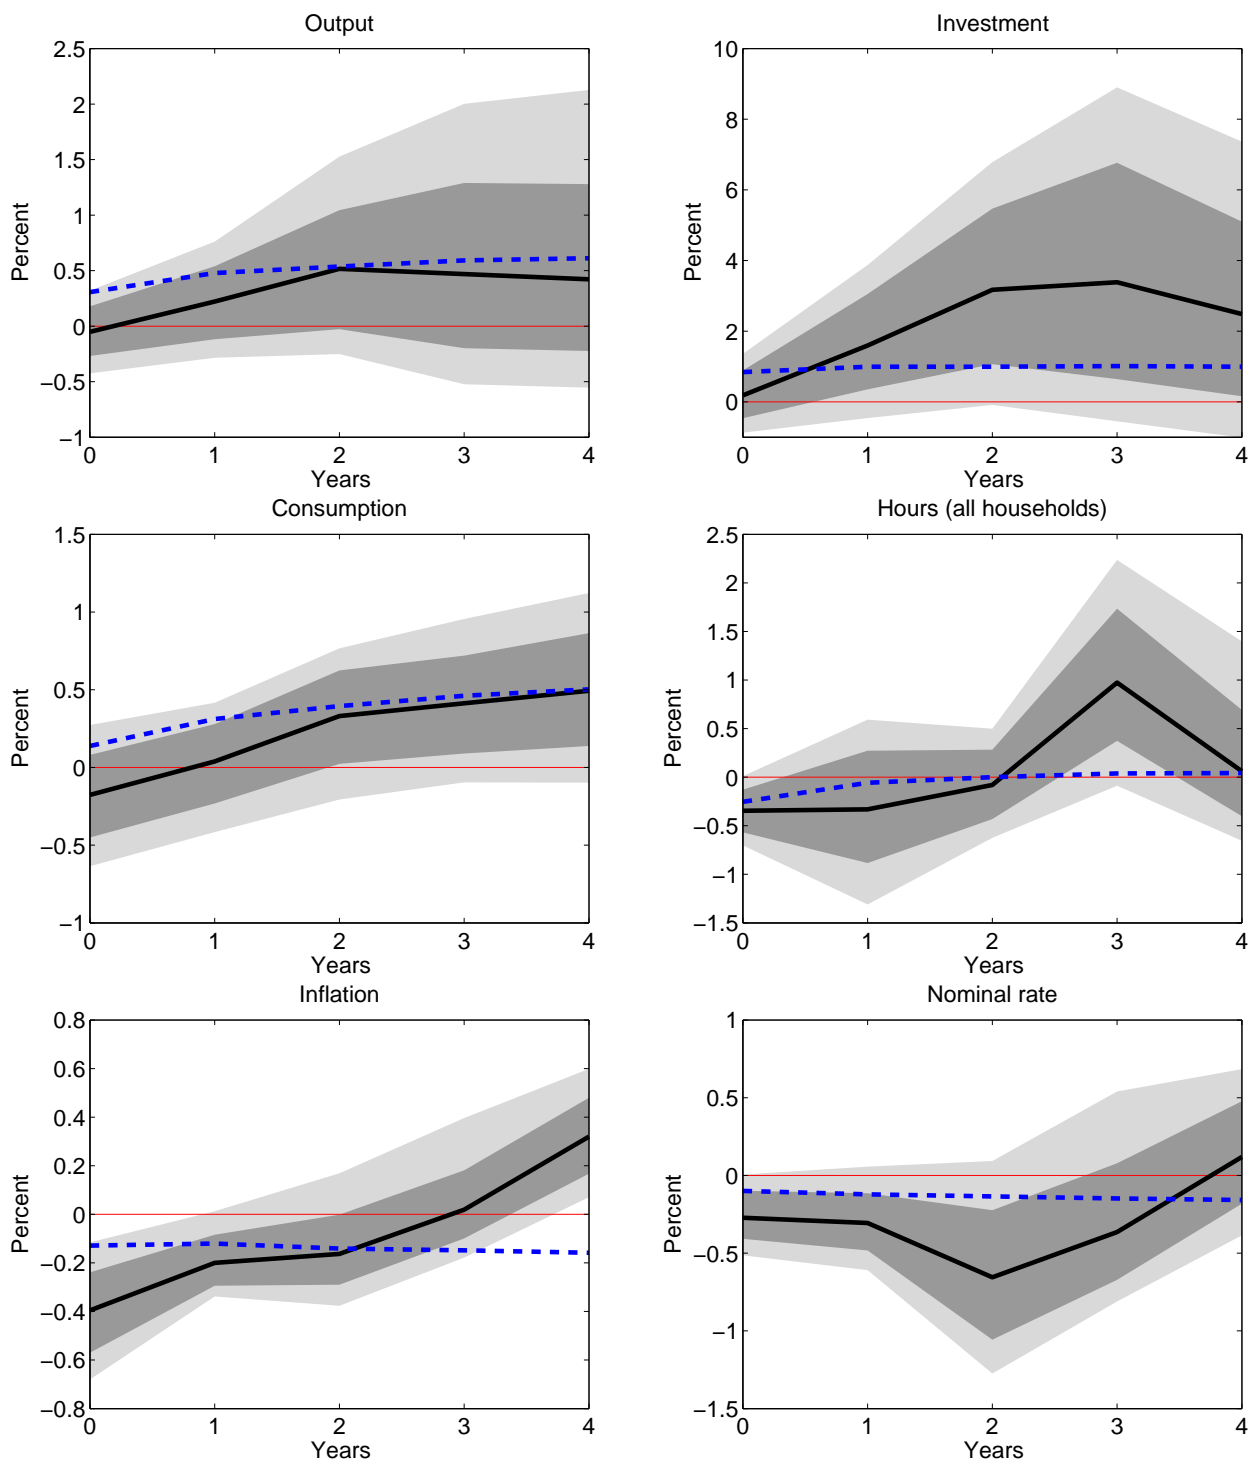 Output
Percent
2.5
2
1.5
1
0.5
0
−0.5
−1
0 1 2 3 4
Years
Investment
Percent
10
8
6
4
2
0
0 1 2 3 4
Years
Consumption
Percent
1.5
1
0.5
0
−0.5
−1
0 1 2 3 4
Years
Hours (all households)
Percent
2.5
2
1.5
1
0.5
0
−0.5
−1
−1.5
0 1 2 3 4
Years
Inflation
Percent
0.8
0.6
0.4
0.2
0
−0.2
−0.4
−0.6
−0.8
0 1 2 3 4
Years
Nominal rate
Percent
1
0.5
0
−0.5
−1
−1.5
0 1 2 3 4
Years